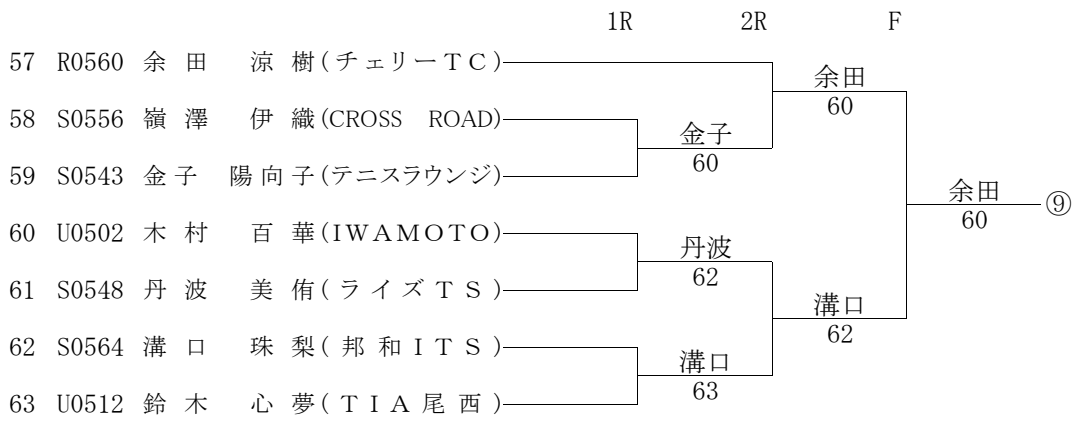 1R 2R F
57 R0560 余田 涼樹(チェリーTC)
余田
60
58 S0556 嶺澤 伊織(CROSS ROAD)
金子
60
59 S0543 金子 陽向子(テニスラウンジ)
余田 ⑨
60
60 U0502 木村 百華(IWAMOTO)
丹波
62
61 S0548 丹波 美侑(ライズTS)
溝口
62
62 S0564 溝口 珠梨(邦和ITS)
溝口
63
63 U0512 鈴木 心夢(TIA尾西)